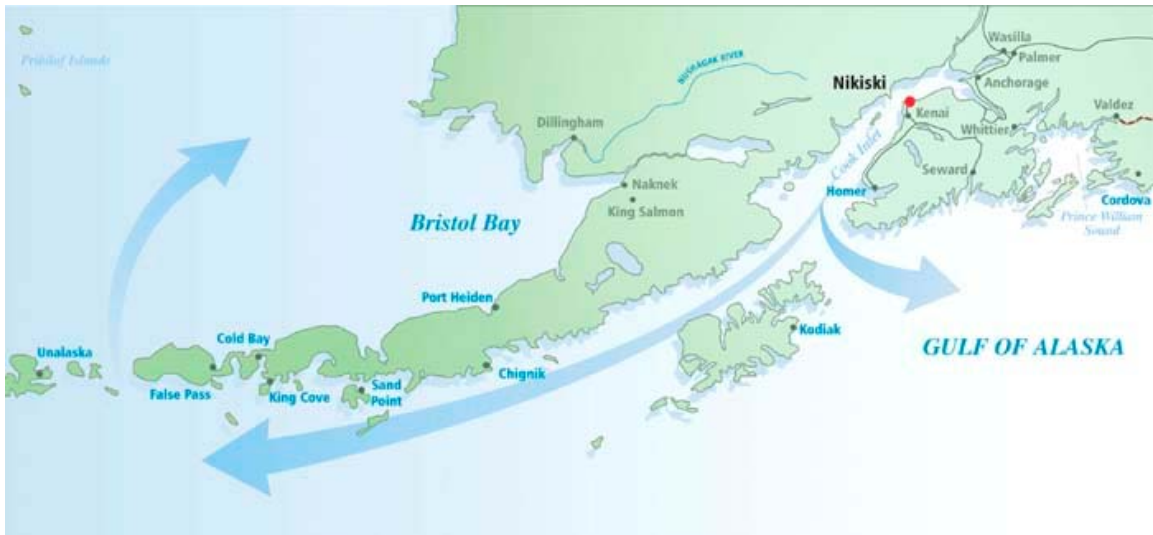 Pribilof Islands
Wasilla
Palmer
NUSHAGAK RIVER
Nikiski
Anchorage
Kenai
Valdez
Dillingham
Whittier
Cook Inlet
Seward
Naknek
Homer
King Salmon
Cordova
Bristol Bay
Prince William
Sound
Port Heiden
Kodiak
Cold Bay
GULF OF ALASKA
Unalaska
Chignik
False Pass
King Cove
Sand
Point